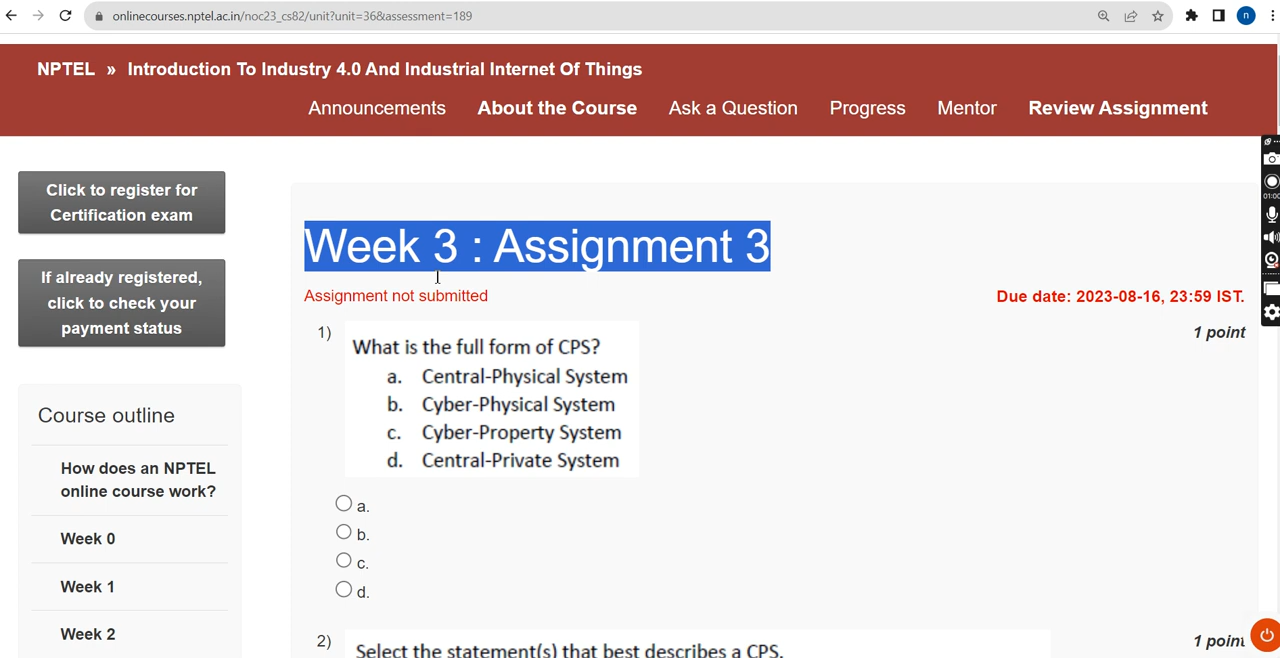 onlinecourses.nptel.ac.in/noc23_cs82/unit?unit=36&assessment=189
n
NPTEL » Introduction To Industry 4.0 And Industrial Internet Of Things
Announcements About the Course Ask a Question Progress Mentor Review Assignment
Click to register for
Certification exam
If already registered,
click to check your
payment status
Course outline
How does an NPTEL
online course work?
Week 0
Week 1
Week 2
Week 3 : Assignment 3
Assignment not submitted
Due date: 2023-08-16, 23:59 IST.
1) 1 point
What is the full form of CPS?
a. Central-Physical System
b. Cyber-Physical System
c. Cyber-Property System
d. Central-Private System
a.
b.
c.
d.
2) 1 point
Select the statement(s) that best describes a CPS.